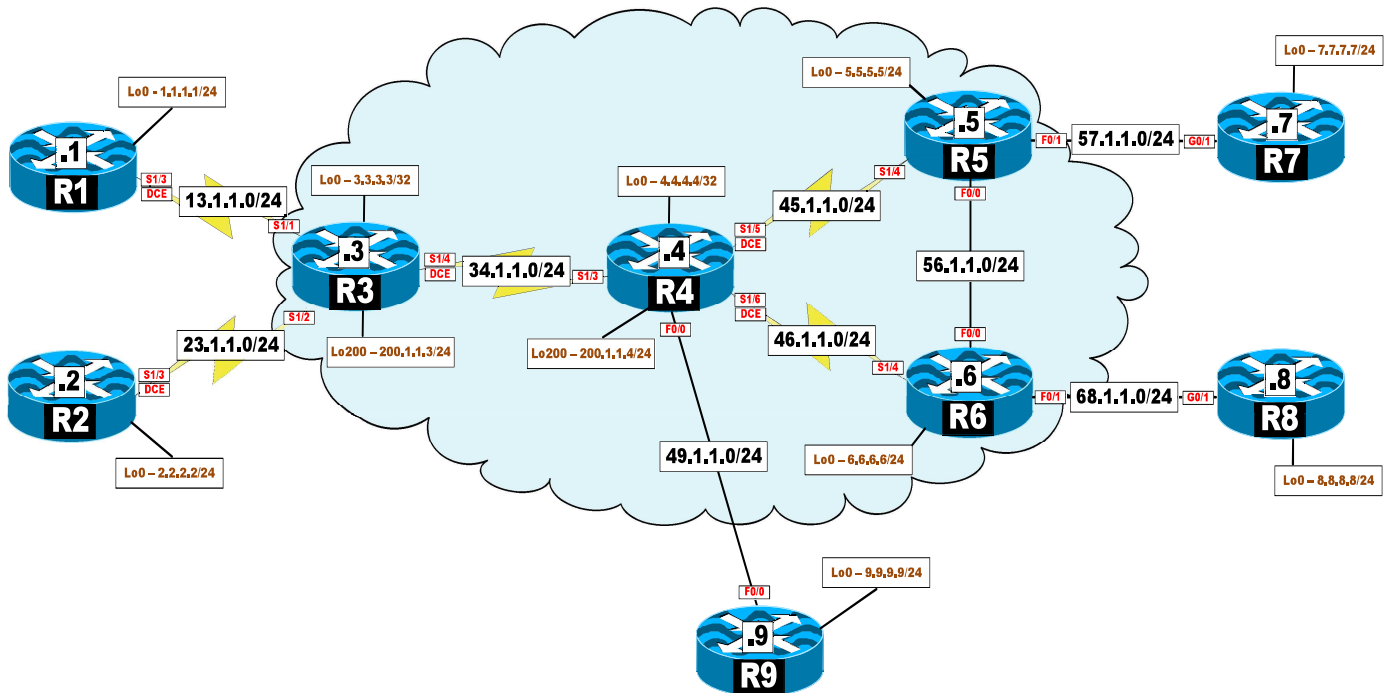 Lo0 - 1.1.1.1/24
.1
R1
S1/3
DCE
13.1.1.0/24
S1/1
Lo0 – 3.3.3.3/32
.3
R3
S1/2
Lo200 – 200.1.1.3/24
S1/4
DCE
34.1.1.0/24
S1/3
.2
R2
S1/3
DCE
23.1.1.0/24
Lo0 – 2.2.2.2/24
Lo0 – 4.4.4.4/32
.4
R4
Lo200 – 200.1.1.4/24
F0/0
S1/5
DCE
45.1.1.0/24
S1/4
S1/6
DCE
46.1.1.0/24
S1/4
Lo0 – 5.5.5.5/24
.5
R5
F0/1
57.1.1.0/24
G0/1
F0/0
56.1.1.0/24
F0/0
Lo0 – 7.7.7.7/24
.7
R7
.6
R6
Lo0 – 6.6.6.6/24
F0/1
68.1.1.0/24
G0/1
.8
R8
Lo0 – 8.8.8.8/24
49.1.1.0/24
F0/0
Lo0 – 9.9.9.9/24
.9
R9